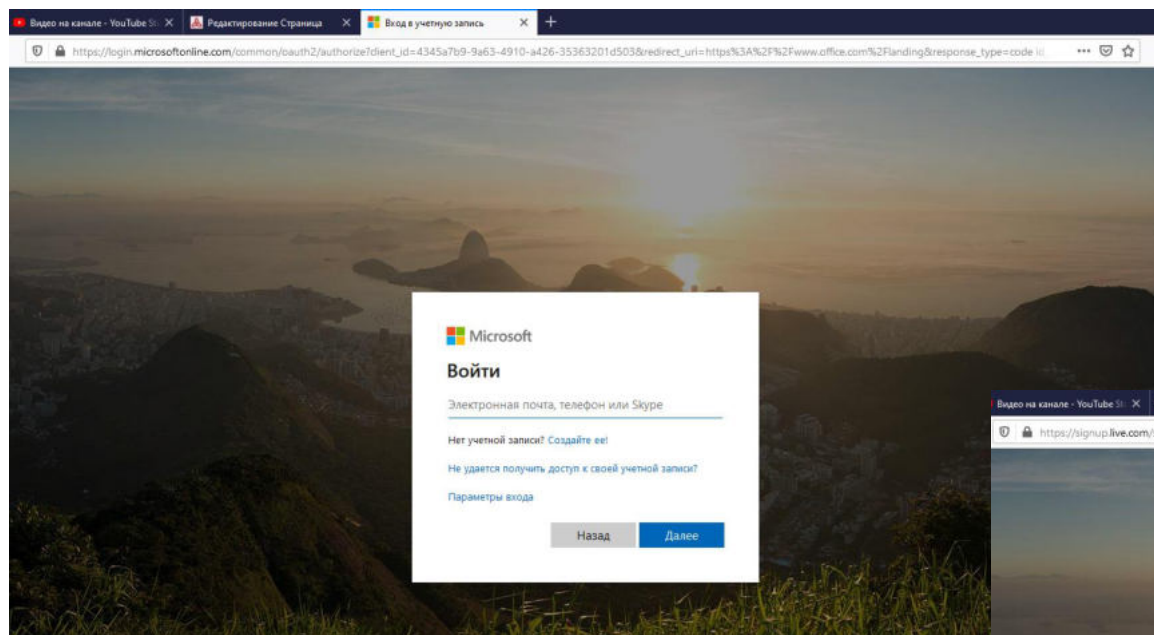 Видео на канале - YouTube St
Редактирование Страница
Вход в учетную запись
https://login.microsoftonline.com/common/oauth2/authorize?client_id=4345a7b9-9a63-4910-a426-35363201d503&redirect_uri=https%3A%2F%2Fwww.office.com%2Flanding&response_type=code id
Microsoft
Войти
Электронная почта, телефон или Skype
Нет учетной записи? Создайте ее!
Не удается получить доступ к своей учетной записи?
Параметры входа
Назад
Далее
Видео на канале - YouTube St
https://signup.live.com/